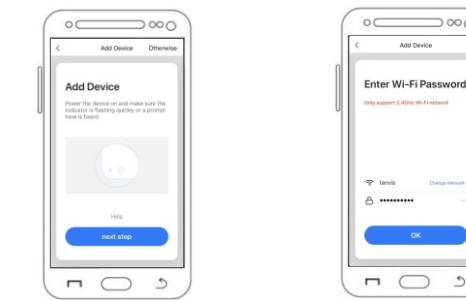 Add Device Otherwise
Add Device
Power the device on and make sure the
indicator is flashing quickly or a prompt
tone is heard
Help
next step
Add Device
Enter Wi-Fi Password
Only support 2.4GHz Wi-Fi network
tenvis Change Network
OK